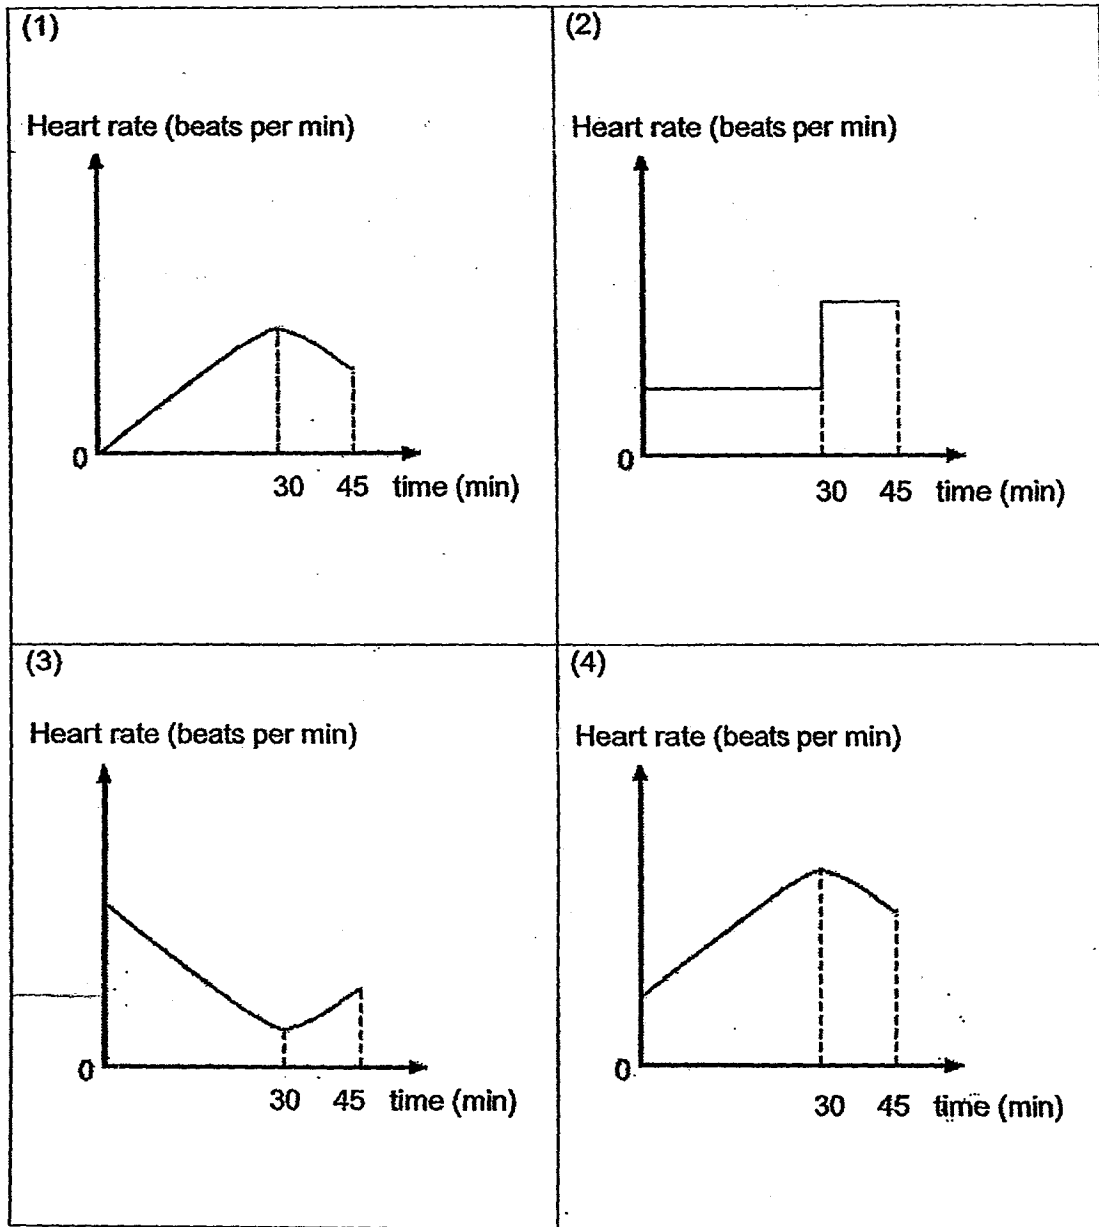 (1)
Heart rate (beats per min)
0
30 45 time (min)
(2)
Heart rate (beats per min)
0
30 45 time (min)
(3)
Heart rate (beats per min)
0
30 45 time (min)
(4)
Heart rate (beats per min)
0
30 45 time (min)